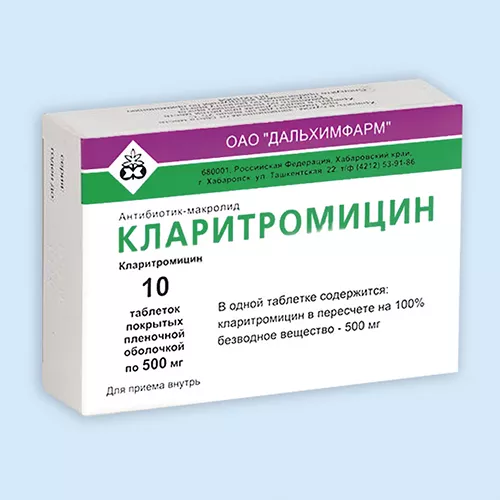 ОАО "ДАЛЬХИМФАРМ"
680001, Российская Федерация, Хабаровский край,
г. Хабаровск ул. Ташкентская 22, т/ф (4212) 53-91-86
Антибиотик-макролид
КЛАРИТРОМИЦИН
Кларитромицин
10
таблеток
покрытых
пленочной
оболочкой
по 500 мг
Для приема внутрь
В одной таблетке содержится:
кларитромицин в пересчете на 100%
безводное вещество - 500 мг